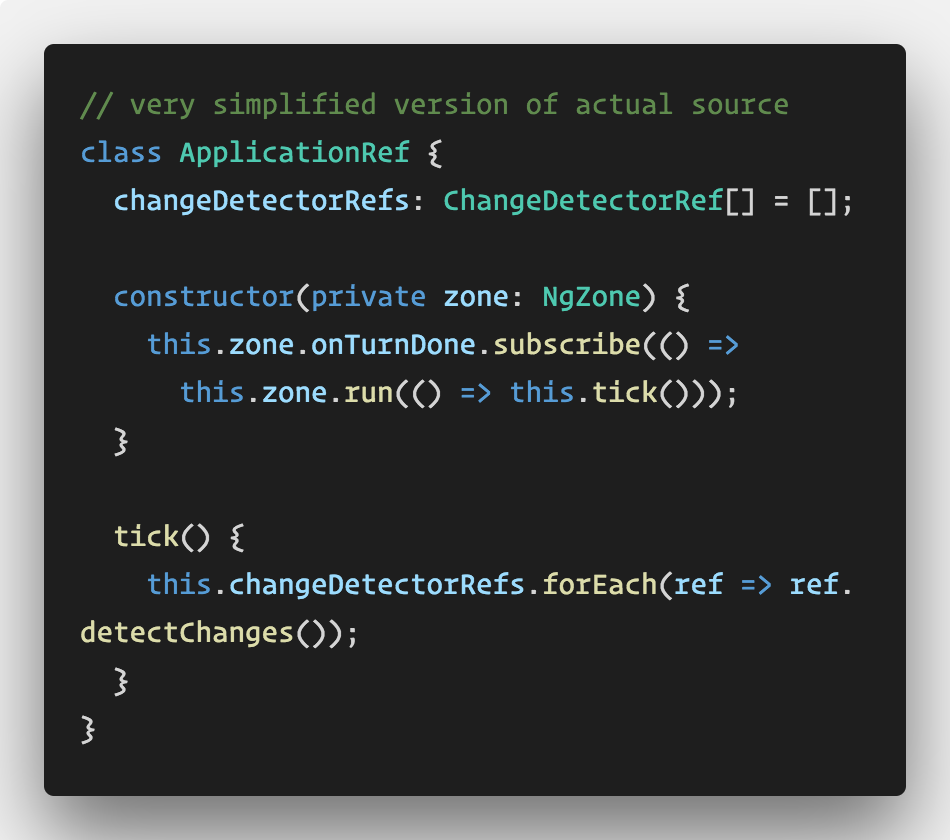 // very simplified version of actual source
class ApplicationRef {
  changeDetectorRefs: ChangeDetectorRef[] = [];

  constructor(private zone: NgZone) {
    this.zone.onTurnDone.subscribe(() =>
      this.zone.run(() => this.tick()));
  }

  tick() {
    this.changeDetectorRefs.forEach(ref => ref.
detectChanges());
  }
}